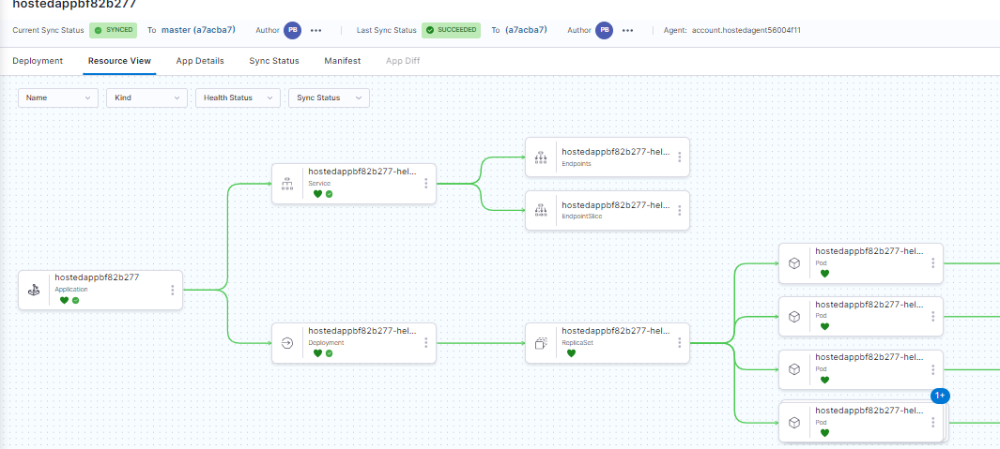 hostedappbf82b277
Current Sync Status SYNCED To master (a7acba7) Author PB ••• Last Sync Status SUCCEEDED To (a7acba7) Author PB ••• Agent: account.hostedagent56004f11
Deployment Resource View App Details Sync Status Manifest App Diff
Name Kind Health Status Sync Status
hostedappbf82b277-hel...
Endpoints
hostedappbf82b277-hel...
Service
hostedappbf82b277-hel...
EndpointSlice
hostedappbf82b277-hel...
Pod
hostedappbf82b277
Application
hostedappbf82b277-hel...
Pod
hostedappbf82b277-hel...
Deployment
hostedappbf82b277-hel...
ReplicaSet
hostedappbf82b277-hel...
Pod
1+
hostedappbf82b277-hel...
Pod